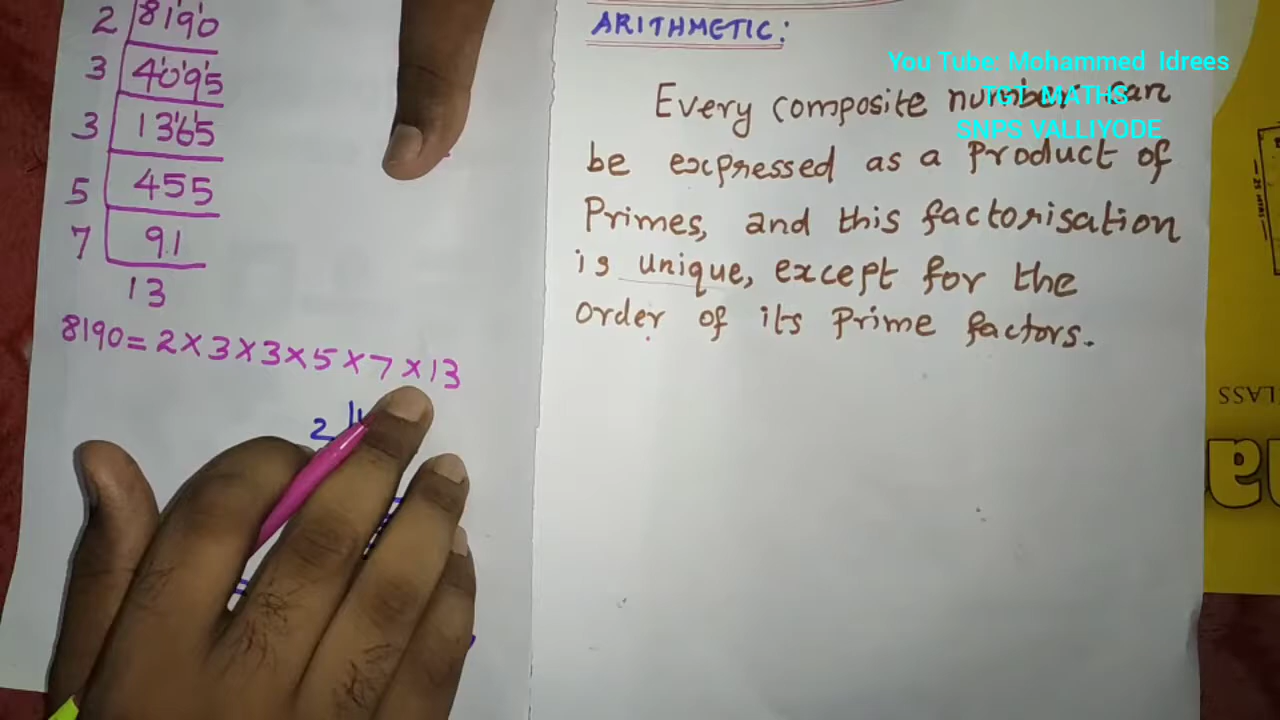 2 8190
3 4095
3 1365
5 455
7 91
13
8190=2×3×3×5×7×13
2
ARITHMETIC:
Every composite number can
be expressed as a Product of
Primes, and this factorisation
is unique, except for the
Order of its Prime factors.
You Tube: Mohammed Idrees
TGT MATHS
SNPS VALLIYODE
CLASS